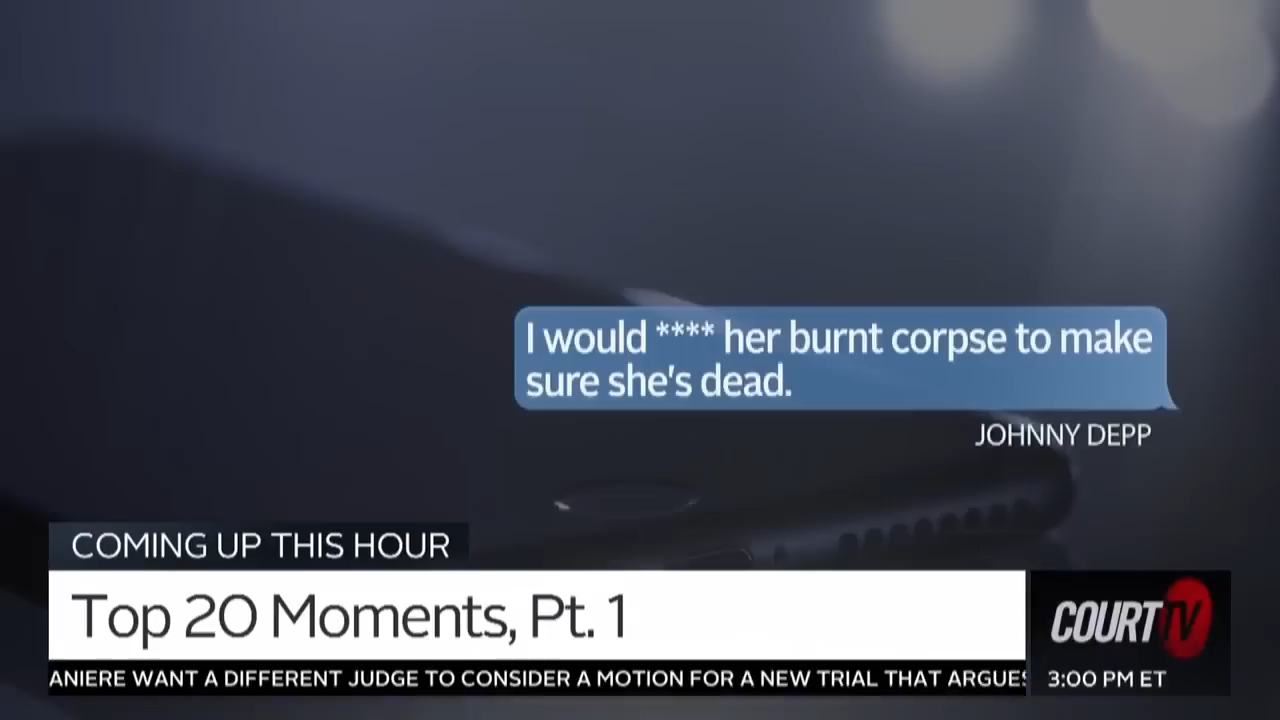 I would **** her burnt corpse to make
sure she's dead.
JOHNNY DEPP
COMING UP THIS HOUR
Top 20 Moments, Pt. 1
COURT TV
ANIERE WANT A DIFFERENT JUDGE TO CONSIDER A MOTION FOR A NEW TRIAL THAT ARGUES
3:00 PM ET